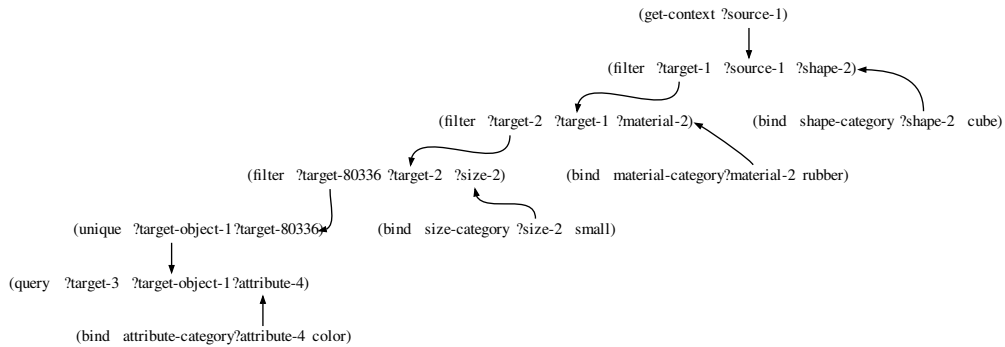 (get-context ?source-1)
(filter ?target-1 ?source-1 ?shape-2)
(filter ?target-2 ?target-1 ?material-2)
(bind shape-category ?shape-2 cube)
(filter ?target-80336 ?target-2 ?size-2)
(bind material-category?material-2 rubber)
(unique ?target-object-1?target-80336)
(bind size-category ?size-2 small)
(query ?target-3 ?target-object-1?attribute-4)
(bind attribute-category?attribute-4 color)